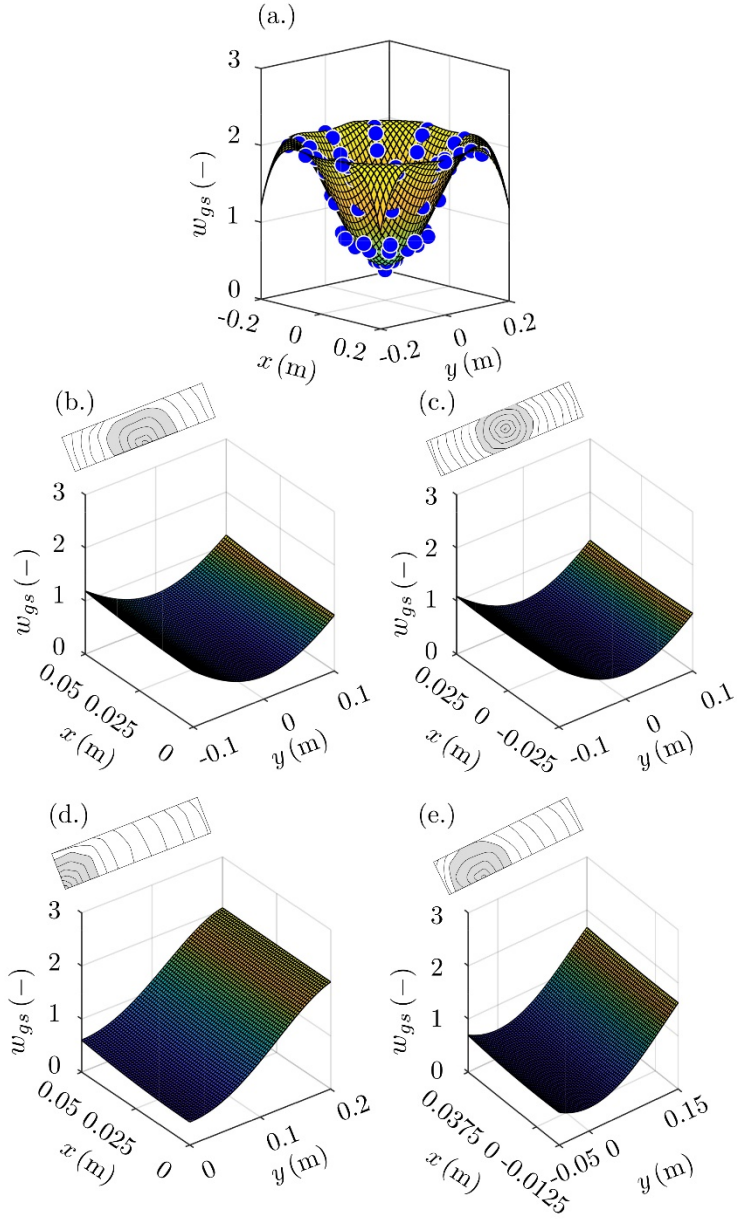 (a.)
3
2
1
0
w_gs (−)
-0.2
0
0.2
x (m)
-0.2
0
0.2
y (m)
(b.)
3
2
1
0
w_gs (−)
0.05
0.025
0
x (m)
-0.1
0
0.1
y (m)
(c.)
3
2
1
0
w_gs (−)
0.025
0
-0.025
x (m)
-0.1
0
0.1
y (m)
(d.)
3
2
1
0
w_gs (−)
0.05
0.025
0
x (m)
0
0.1
0.2
y (m)
(e.)
3
2
1
0
w_gs (−)
0.0375
0
-0.0125
x (m)
-0.05
0
0.15
y (m)